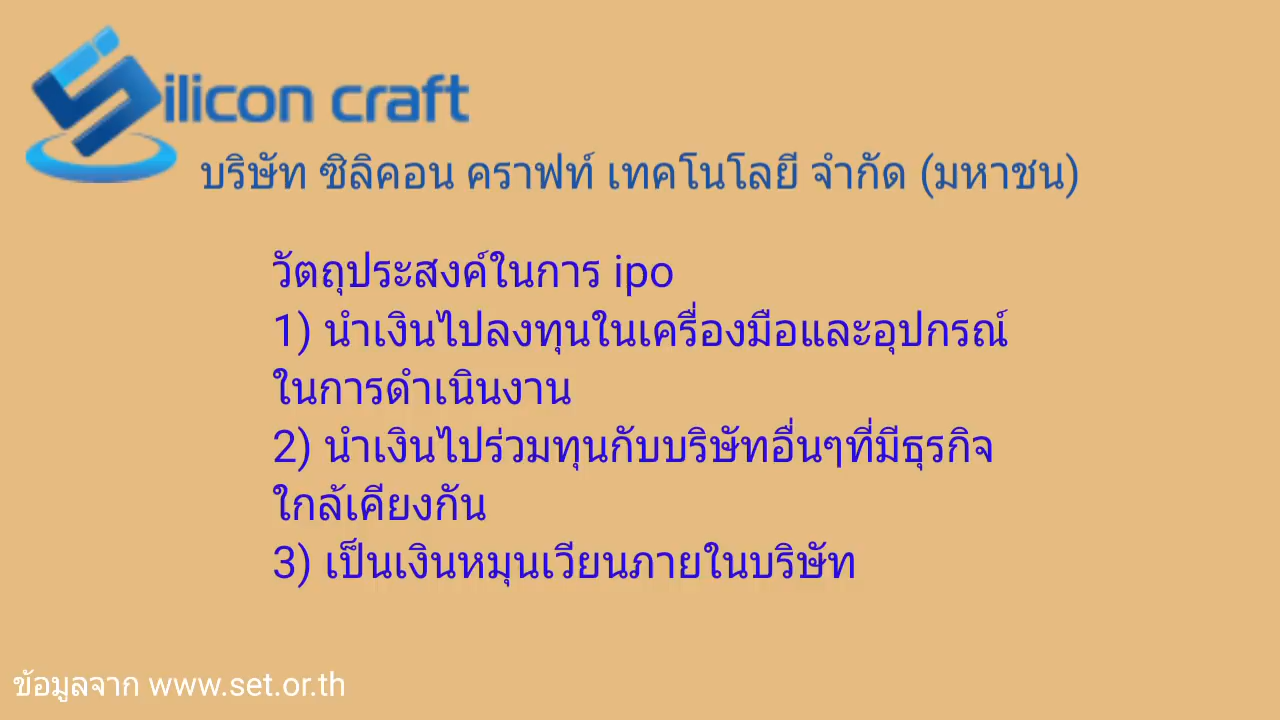 Silicon craft
บริษัท ซิลิคอน คราฟท์ เทคโนโลยี จำกัด (มหาชน)
วัตถุประสงค์ในการ ipo
1) นำเงินไปลงทุนในเครื่องมือและอุปกรณ์
ในการดำเนินงาน
2) นำเงินไปร่วมทุนกับบริษัทอื่นๆที่มีธุรกิจ
ใกล้เคียงกัน
3) เป็นเงินหมุนเวียนภายในบริษัท
ข้อมูลจาก www.set.or.th